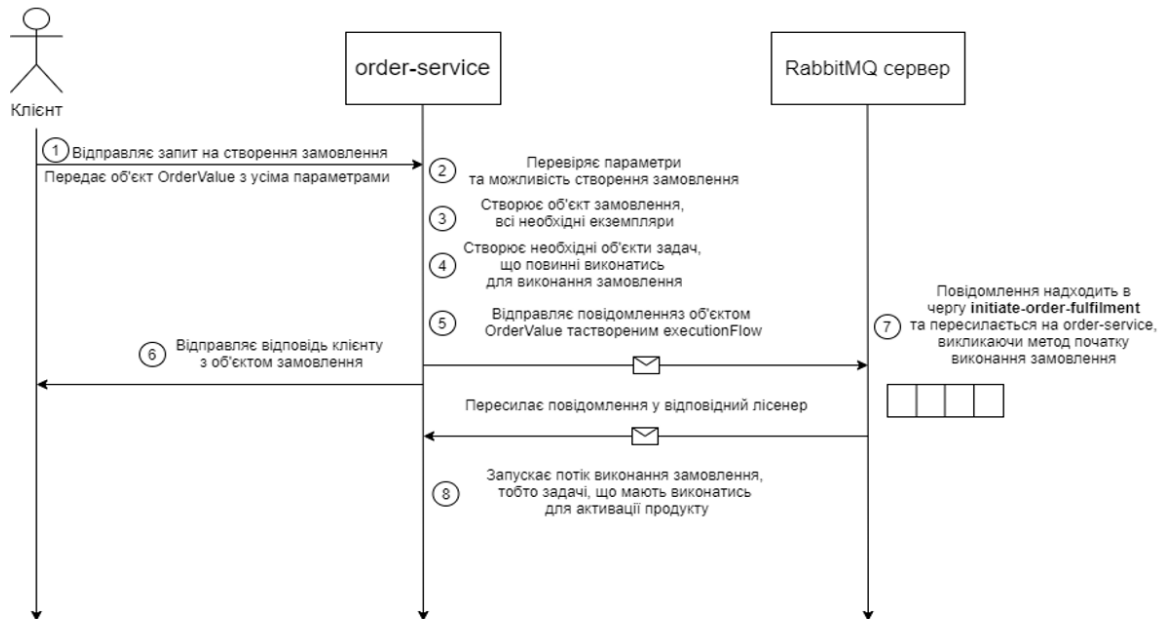 order-service
RabbitMQ сервер
Клієнт
1 Відправляє запит на створення замовлення
Передає об'єкт OrderValue з усіма параметрами
2 Перевіряє параметри
та можливість створення замовлення
3 Створює об'єкт замовлення,
всі необхідні екземпляри
Створює необхідні об'єкти задач,
4 що повинні виконатись
для виконання замовлення
5 Відправляє повідомленняз об'єктом
OrderValue таствореним executionFlow
6 Відправляє відповідь клієнту
з об'єктом замовлення
Повідомлення надходить в
чергу initiate-order-fulfilment
7 та пересилається на order-service,
викликаючи метод початку
виконання замовлення
Пересилає повідомлення у відповідний лісенер
Запускає потік виконання замовлення,
8 тобто задачі, що мають виконатись
для активації продукту